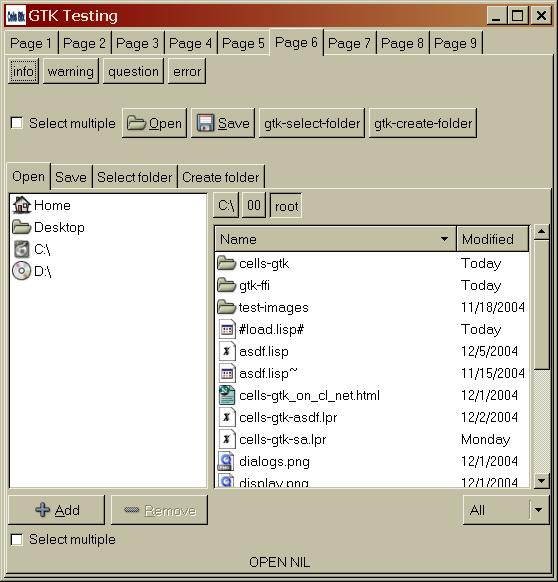 Cells Gtk GTK Testing
Page 1 Page 2 Page 3 Page 4 Page 5 Page 6 Page 7 Page 8 Page 9
info warning question error
Select multiple Open Save gtk-select-folder gtk-create-folder
Open Save Select folder Create folder
Home
Desktop
C:\
D:\
C:\ 00 root
Name Modified
cells-gtk Today
gtk-ffi Today
test-images 11/18/2004
#load.lisp# Today
asdf.lisp 12/5/2004
asdf.lisp~ 11/15/2004
cells-gtk_on_cl_net.html 12/1/2004
cells-gtk-asdf.lpr 12/2/2004
cells-gtk-sa.lpr Monday
dialogs.png 12/1/2004
display.png 12/1/2004
Add Remove All
Select multiple
OPEN NIL